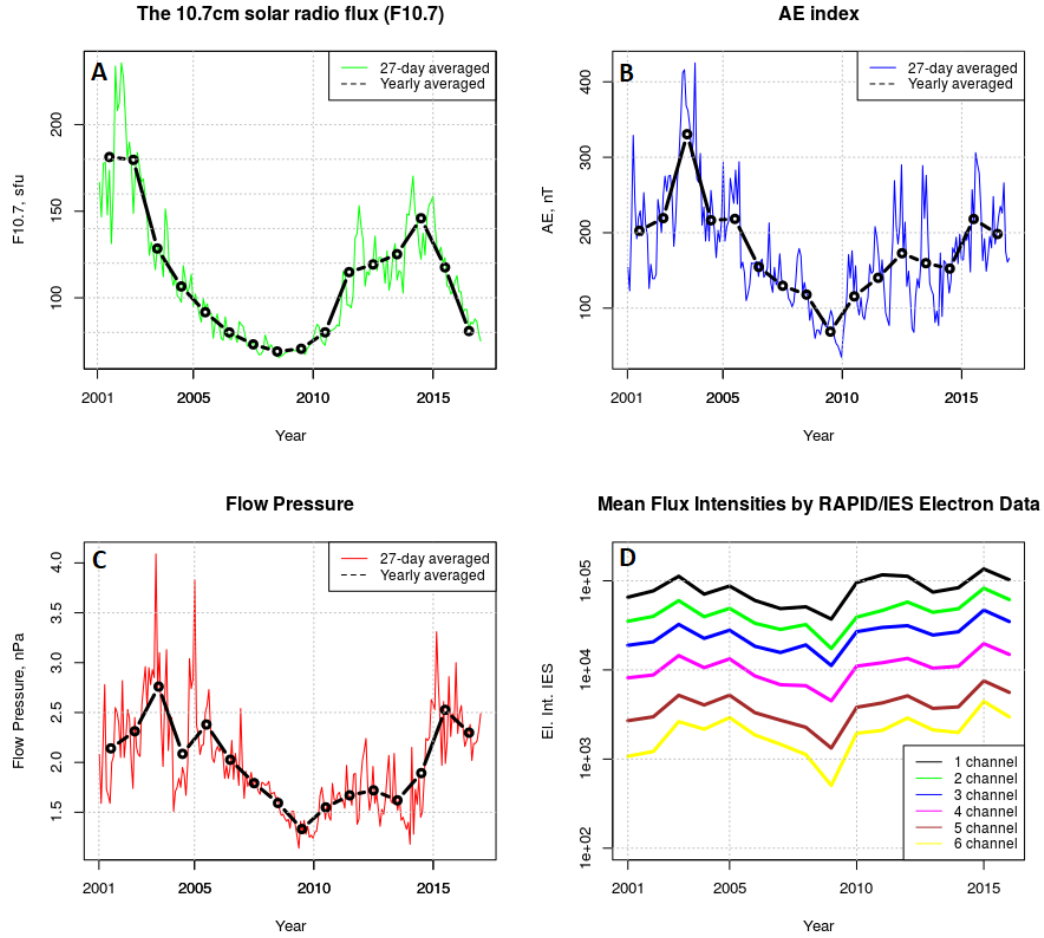 The 10.7cm solar radio flux (F10.7)
A
27-day averaged
Yearly averaged
F10.7, sfu
200
150
100
2001
2005
2010
2015
Year
AE index
B
27-day averaged
Yearly averaged
AE, nT
400
300
200
100
2001
2005
2010
2015
Year
Flow Pressure
C
27-day averaged
Yearly averaged
Flow Pressure, nPa
4.0
3.5
3.0
2.5
2.0
1.5
2001
2005
2010
2015
Year
Mean Flux Intensities by RAPID/IES Electron Data
D
El. Int. IES
1e+05
1e+04
1e+03
1e+02
1 channel
2 channel
3 channel
4 channel
5 channel
6 channel
2001
2005
2010
2015
Year